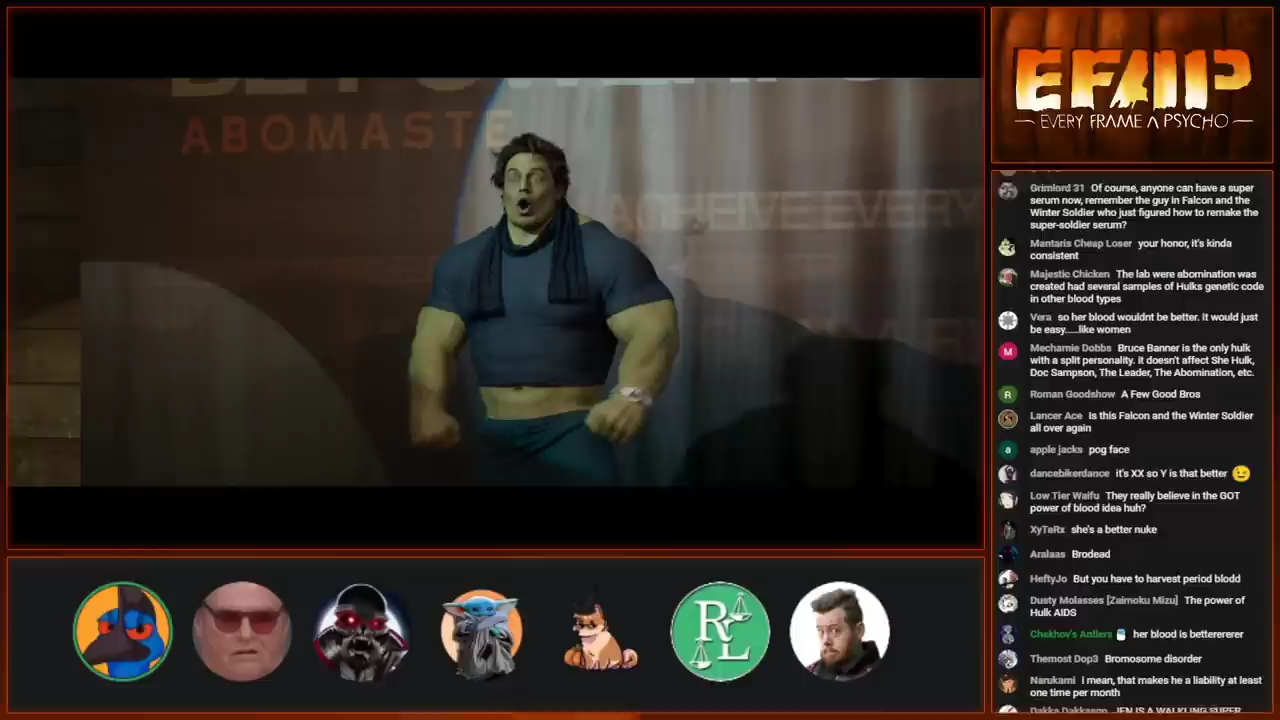 ABOMASTE
ACHEIVE EVERY
EFAP
EVERY FRAME A PSYCHO
Grimlord 31 Of course, anyone can have a super
serum now, remember the guy in Falcon and the
Winter Soldier who just figured how to remake the
super-soldier serum?
Mantaris Cheap Loser your honor, it's kinda
consistent
Majestic Chicken The lab were abomination was
created had several samples of Hulks genetic code
in other blood types
Vera so her blood wouldnt be better. it would just
be easy.....like women
M
Mecharnie Dobbs Bruce Banner is the only hulk
with a split personality. it doesn't affect She Hulk,
Doc Sampson, The Leader, The Abomination, etc.
R
Roman Goodshow A Few Good Bros
Lancer Ace Is this Falcon and the Winter Soldier
all over again
a
apple jacks pog face
dancebikerdance it's XX so Y is that better 😉
Low Tier Waifu They really believe in the GOT
power of blood idea huh?
XyTeRx she's a better nuke
Aralaas Brodead
HeftyJo But you have to harvest period blodd
Dusty Molasses [Zaimoku Mizu] The power of
Hulk AIDS
Chekhov's Antlers her blood is bettererererer
Themost Dop3 Bromosome disorder
Narukami I mean, that makes he a liability at least
one time per month
RL